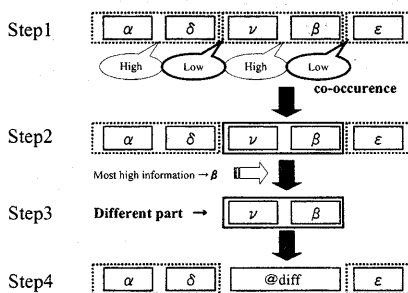 Step1 α δ ν β ε
High Low High Low
co-occurence
Step2 α δ ν β ε
Most high information → β
Step3 Different part → ν β
Step4 α δ @diff ε